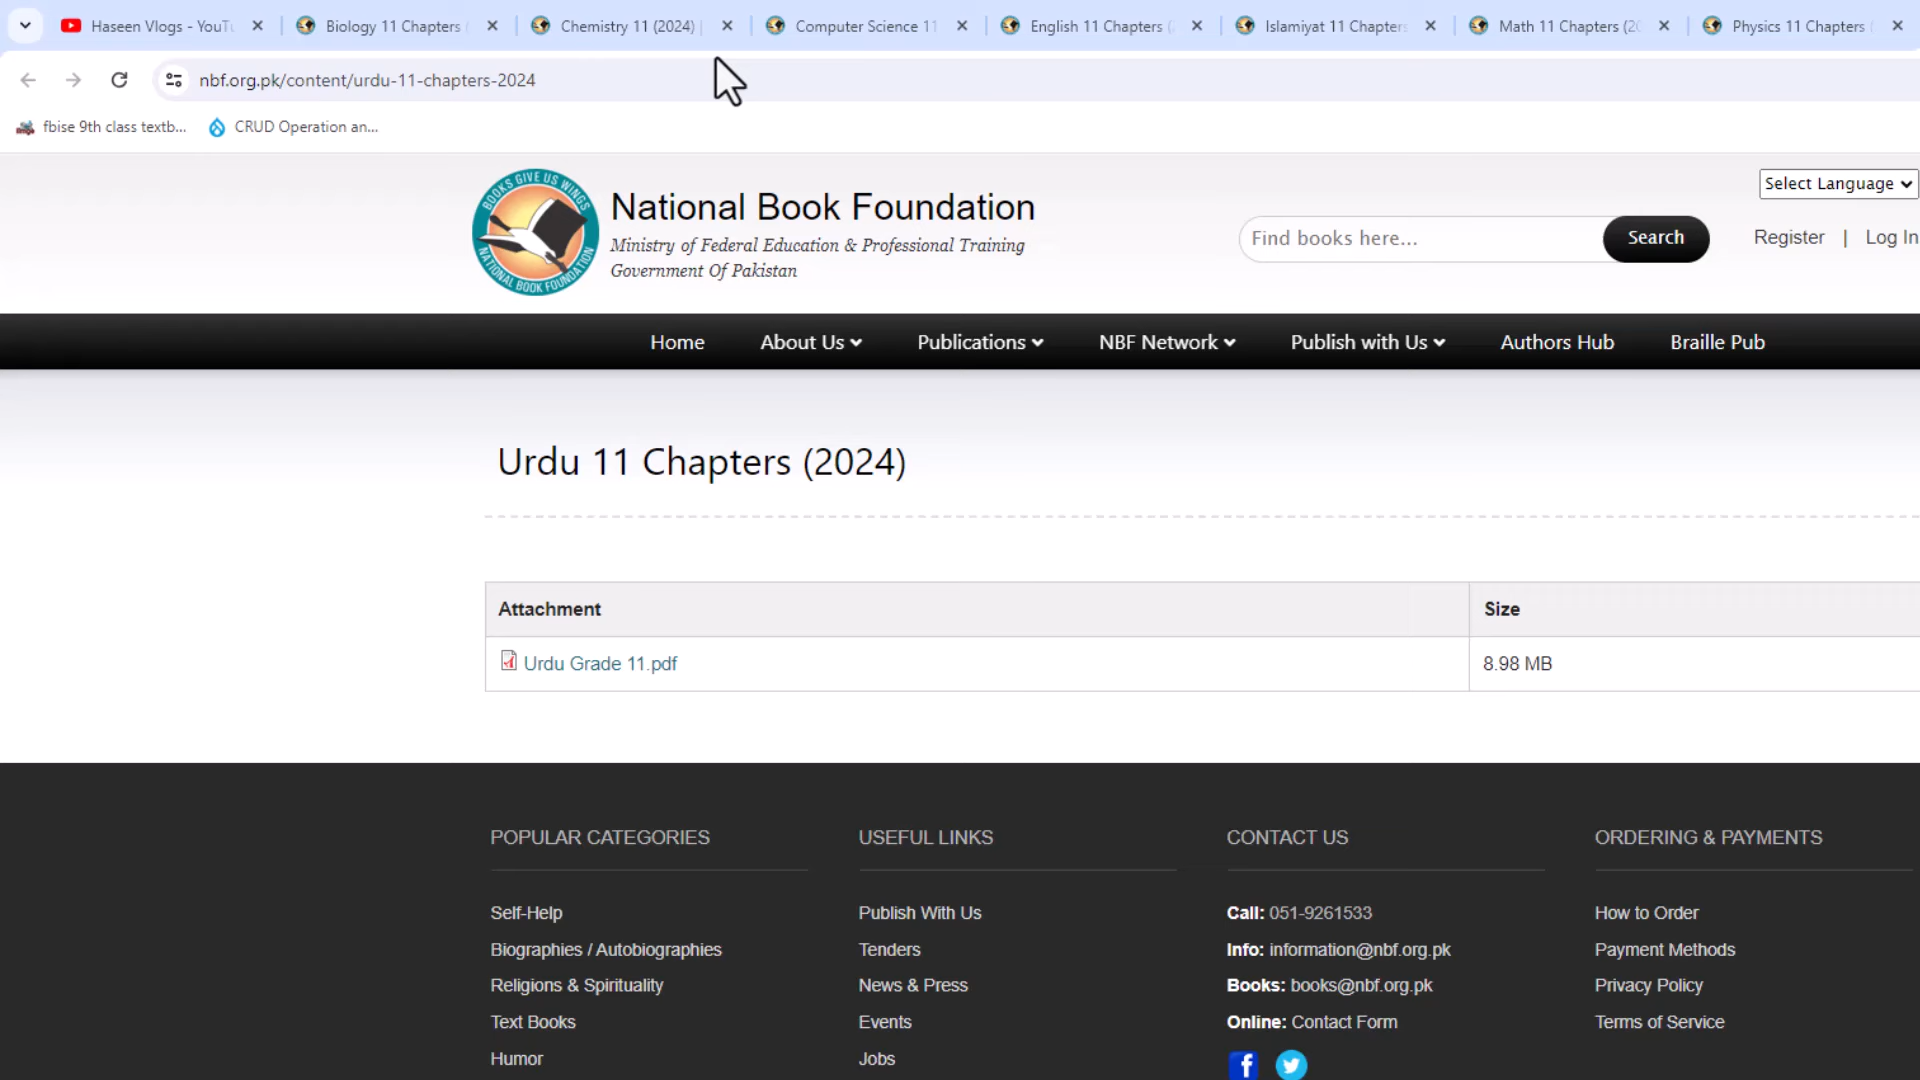 Haseen Vlogs - YouTu
Biology 11 Chapters (
Chemistry 11 (2024) |
Computer Science 11
English 11 Chapters (
Islamiyat 11 Chapters
Math 11 Chapters (20
Physics 11 Chapters (
nbf.org.pk/content/urdu-11-chapters-2024
fbise 9th class textb...
CRUD Operation an...
BOOKS GIVE US WINGS
NATIONAL BOOK FOUNDATION
National Book Foundation
Ministry of Federal Education & Professional Training
Government Of Pakistan
Find books here...
Search
Select Language
Register | Log In
Home
About Us
Publications
NBF Network
Publish with Us
Authors Hub
Braille Pub
Urdu 11 Chapters (2024)
Attachment
Size
Urdu Grade 11.pdf
8.98 MB
POPULAR CATEGORIES
Self-Help
Biographies / Autobiographies
Religions & Spirituality
Text Books
Humor
USEFUL LINKS
Publish With Us
Tenders
News & Press
Events
Jobs
CONTACT US
Call: 051-9261533
Info: information@nbf.org.pk
Books: books@nbf.org.pk
Online: Contact Form
ORDERING & PAYMENTS
How to Order
Payment Methods
Privacy Policy
Terms of Service